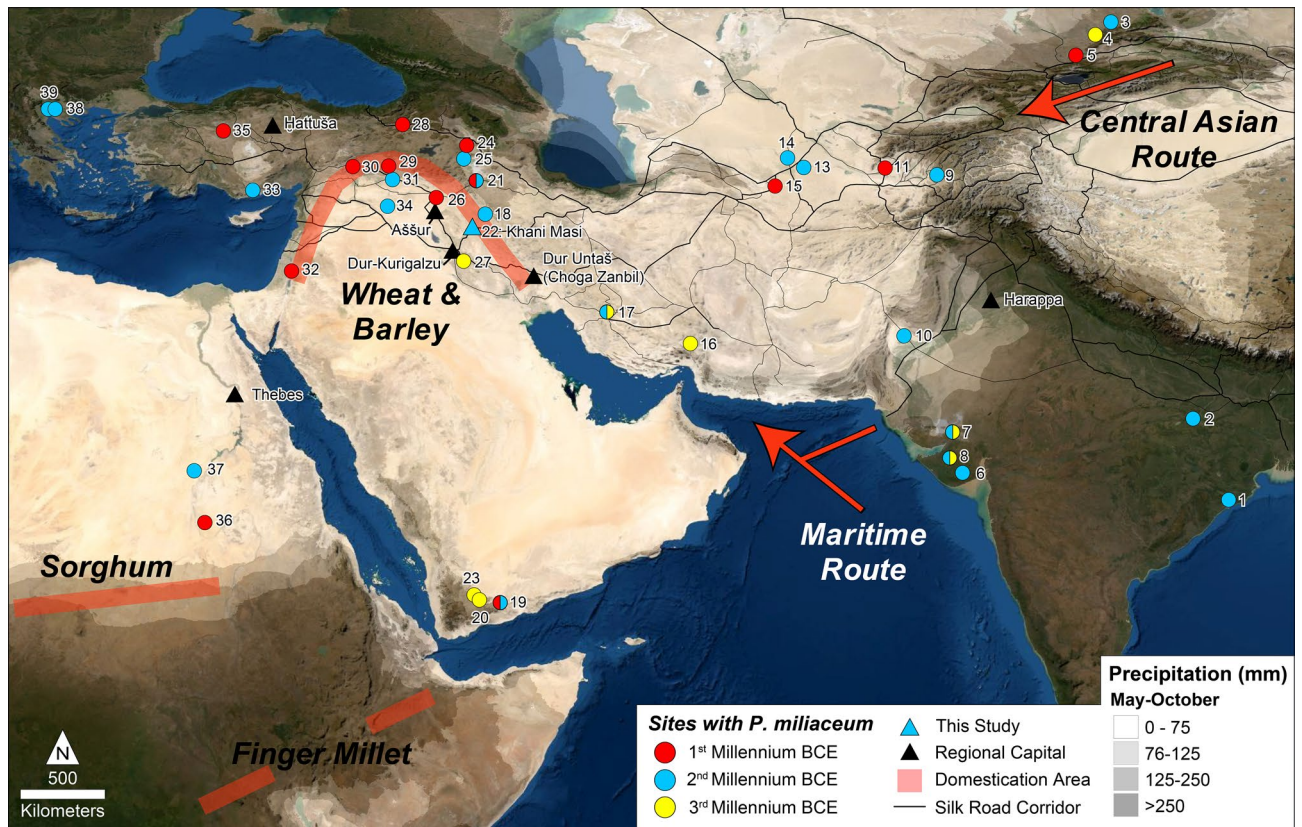 3
4
5
Central Asian
Route
39
38
35
Ḫattuša
28
24
25
14
13
15
11
9
30
29
31
21
33
34
26
18
Aššur
22: Khani Masi
32
Dur-Kurigalzu
27
Dur Untaš
(Choga Zanbil)
Wheat &
Barley
17
16
Harappa
10
Thebes
2
7
8
6
1
37
36
Maritime
Route
Sorghum
23
20
19
Finger Millet
N
500
Kilometers
Sites with P. miliaceum
1st Millennium BCE
2nd Millennium BCE
3rd Millennium BCE
This Study
Regional Capital
Domestication Area
Silk Road Corridor
Precipitation (mm)
May-October
0 - 75
76-125
125-250
>250